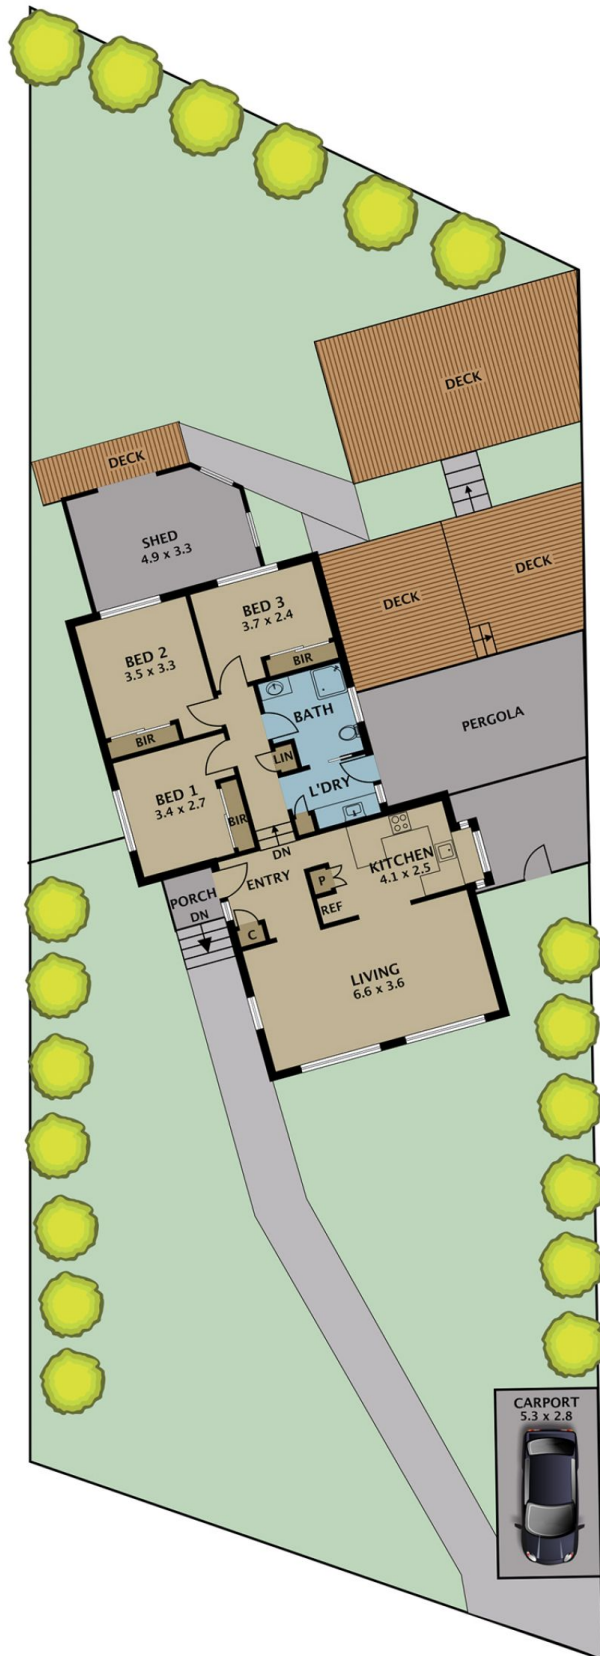 DECK
DECK
SHED
4.9 x 3.3
DECK
DECK
BED 3
3.7 x 2.4
BIR
BED 2
3.5 x 3.3
BIR
BATH
PERGOLA
LIN
L'DRY
BED 1
3.4 x 2.7
BIR
DN
KITCHEN
4.1 x 2.5
ENTRY
P
REF
PORCH
DN
C
LIVING
6.6 x 3.6
CARPORT
5.3 x 2.8